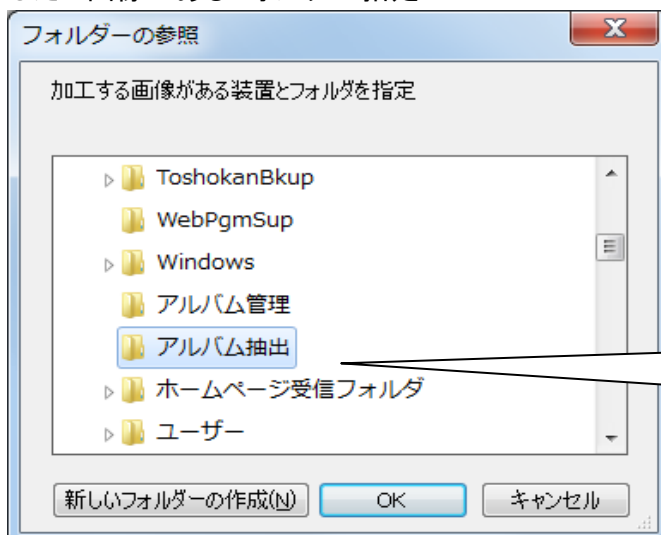 フォルダーの参照
加工する画像がある装置とフォルダを指定
ToshokanBkup
WebPgmSup
Windows
アルバム管理
アルバム抽出
ホームページ受信フォルダ
ユーザー
新しいフォルダーの作成(N) OK キャンセル